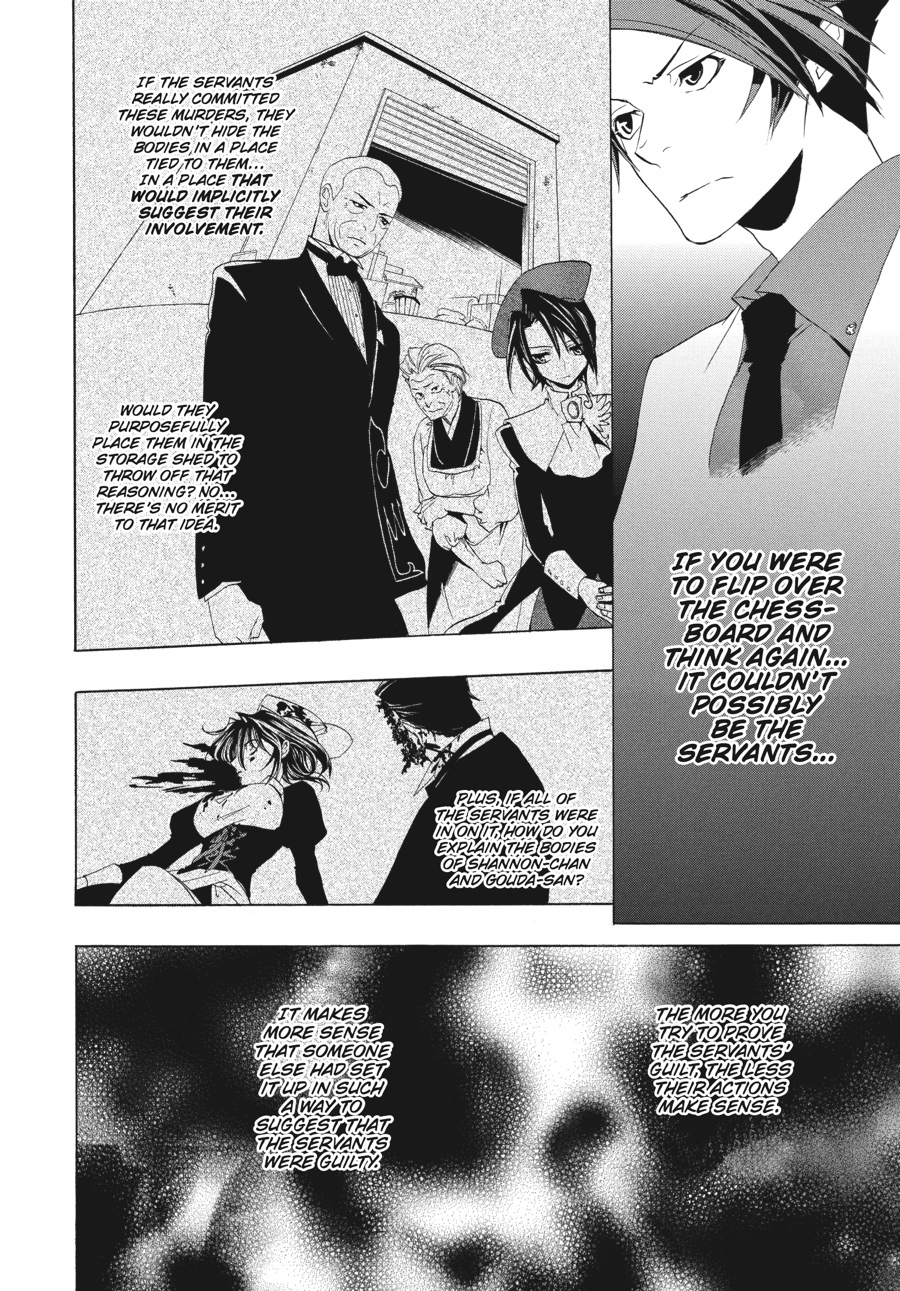 IF YOU WERE
TO FLIP OVER
THE CHESS-
BOARD AND
THINK AGAIN...
IT COULDN'T
POSSIBLY
BE THE
SERVANTS...
IF THE SERVANTS
REALLY COMMITTED
THESE MURDERS, THEY
WOULDN'T HIDE THE
BODIES IN A PLACE
TIED TO THEM...
IN A PLACE THAT
WOULD IMPLICITLY
SUGGEST THEIR
INVOLVEMENT.
WOULD THEY
PURPOSEFULLY
PLACE THEM IN THE
STORAGE SHED TO
THROW OFF THAT
REASONING? NO...
THERE'S NO MERIT
TO THAT IDEA.
PLUS, IF ALL OF
THE SERVANTS WERE
IN ON IT, HOW DO YOU
EXPLAIN THE BODIES
OF SHANNON-CHAN
AND GOUDA-SAN?
THE MORE YOU
TRY TO PROVE
THE SERVANTS'
GUILT, THE LESS
THEIR ACTIONS
MAKE SENSE.
IT MAKES
MORE SENSE
THAT SOMEONE
ELSE HAD SET
IT UP IN SUCH
A WAY TO
SUGGEST THAT
THE SERVANTS
WERE GUILTY.